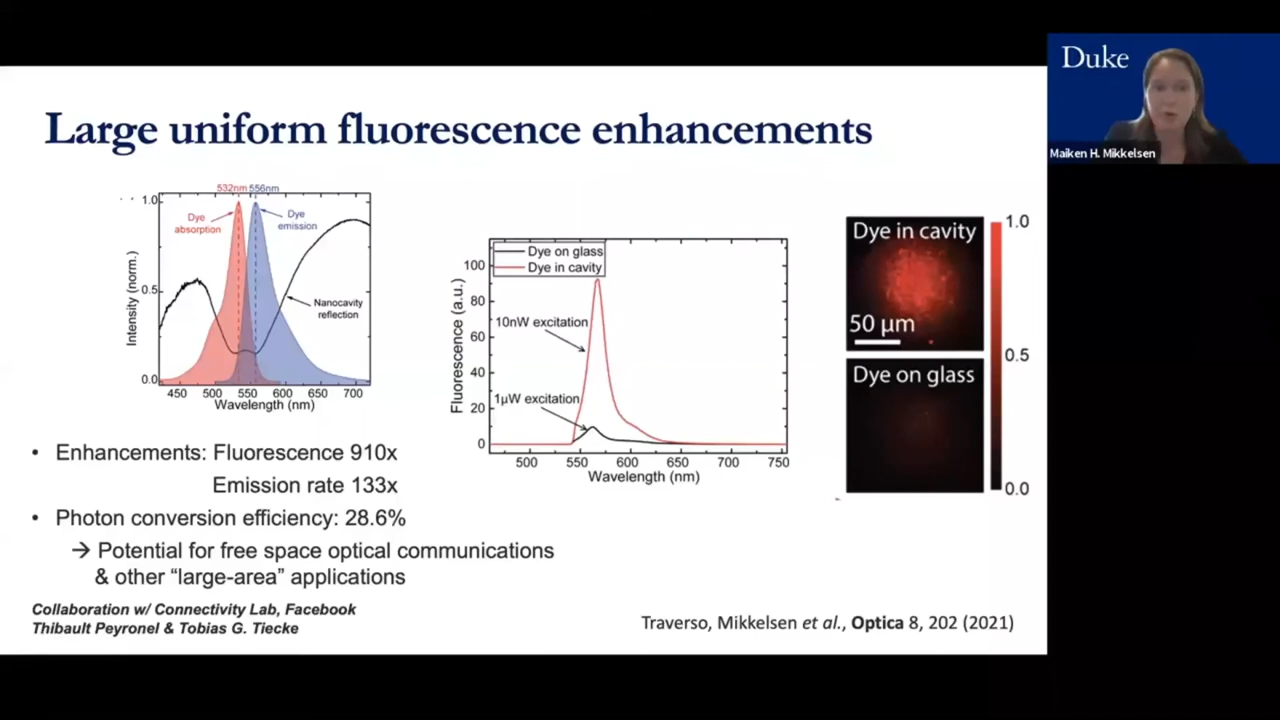 Duke
Maiken H. Mikkelsen
Large uniform fluorescence enhancements
532nm 556nm
1.0
0.5
0.0
Intensity (norm.)
Dye
absorption
Dye
emission
Nanocavity
reflection
450 500 550 600 650 700
Wavelength (nm)
Dye on glass
Dye in cavity
100
80
60
40
20
0
Fluorescence (a.u.)
10nW excitation
1µW excitation
500 550 600 650 700 750
Wavelength (nm)
Dye in cavity
50 µm
Dye on glass
1.0
0.5
0.0
• Enhancements: Fluorescence 910x
Emission rate 133x
• Photon conversion efficiency: 28.6%
→ Potential for free space optical communications
& other “large-area” applications
Collaboration w/ Connectivity Lab, Facebook
Thibault Peyronel & Tobias G. Tiecke
Traverso, Mikkelsen et al., Optica 8, 202 (2021)